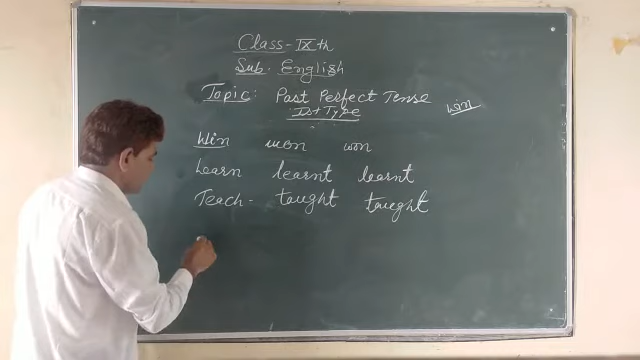 Class-IXth
Sub. English
Topic: Past Perfect Tense
Ist Type
win
Win won won
Learn learnt learnt
Teach- taught taught